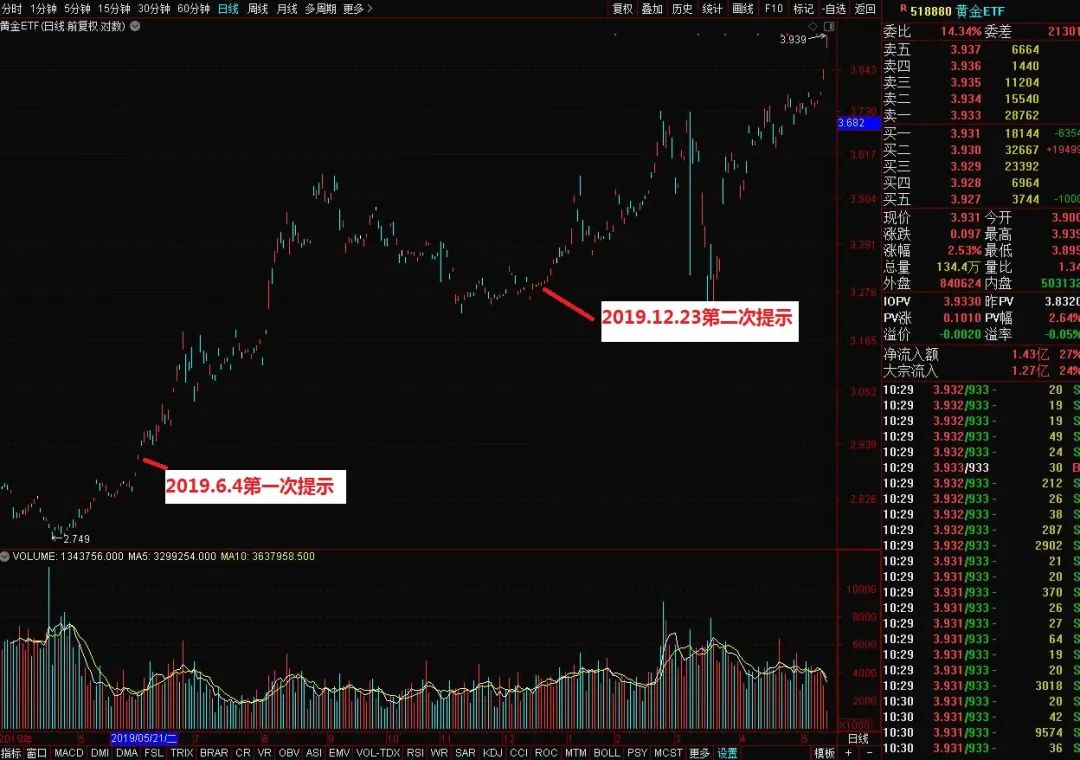 分时 1分钟 5分钟 15分钟 30分钟 60分钟 日线 周线 月线 多周期 更多> 复权 叠加 历史 统计 画线 F10 标记 -自选 返回
黄金ETF(日线.前复权.对数)
3.939
3.843
3.730
3.682
3.617
3.504
3.391
3.278
2019.12.23第二次提示
3.165
3.052
2.939
2019.6.4第一次提示
2.826
2.749
VOLUME: 1343756.000 MA5: 3299254.000 MA10: 3637958.500
10000
8000
6000
4000
2000
X1000
2019年 5 2019/05/21/二 7 8 9 10 11 12 1 2 3 4 5 日线
指标 窗口 MACD DMI DMA FSL TRIX BRAR CR VR OBV ASI EMV VOL-TDX RSI WR SAR KDJ CCI ROC MTM BOLL PSY MCST 更多 设置 模板 + -
R 518880 黄金ETF
委比 14.34% 委差 21301
卖五 3.937 6664
卖四 3.936 1440
卖三 3.935 11204
卖二 3.934 15540
卖一 3.933 28762
买一 3.931 18144 -6354
买二 3.930 32667 +19499
买三 3.929 23392
买四 3.928 6964
买五 3.927 3744 -1000
现价 3.931 今开 3.900
涨跌 0.097 最高 3.939
涨幅 2.53% 最低 3.899
总量 134.4万 量比 1.34
外盘 840624 内盘 503132
IOPV 3.9330 昨PV 3.8320
PV涨 0.1010 PV幅 2.64%
溢价 -0.0020 溢率 -0.05%
净流入额 1.43亿 27%
大宗流入 1.27亿 24%
10:29 3.932/933 - 20 S
10:29 3.932/933 - 19 S
10:29 3.932/933 - 19 S
10:29 3.932/933 - 49 S
10:29 3.932/933 - 24 S
10:29 3.933/933 30 B
10:29 3.932/933 - 212 S
10:29 3.932/933 - 26 S
10:29 3.932/933 - 38 S
10:29 3.932/933 - 287 S
10:29 3.932/933 - 2902 S
10:29 3.931/933 - 21 S
10:29 3.931/933 - 20 S
10:29 3.931/933 - 370 S
10:29 3.931/933 - 26 S
10:29 3.931/933 - 27 S
10:29 3.931/933 - 64 S
10:29 3.931/933 - 19 S
10:29 3.931/933 - 20 S
10:29 3.931/933 - 3018 S
10:30 3.931/933 - 20 S
10:30 3.931/933 - 42 S
10:30 3.931/933 - 9574 S
10:30 3.931/933 - 36 S